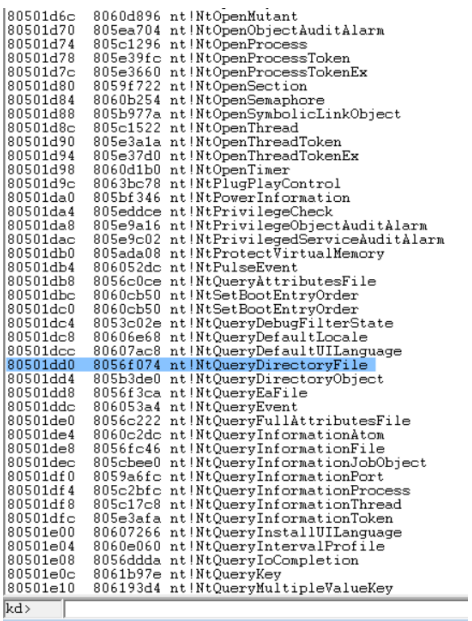 80501d6c 8060d896 nt!NtOpenMutant
80501d70 805ea704 nt!NtOpenObjectAuditAlarm
80501d74 805c1296 nt!NtOpenProcess
80501d78 805e39fc nt!NtOpenProcessToken
80501d7c 805e3660 nt!NtOpenProcessTokenEx
80501d80 8059f722 nt!NtOpenSection
80501d84 8060b254 nt!NtOpenSemaphore
80501d88 805b977a nt!NtOpenSymbolicLinkObject
80501d8c 805c1522 nt!NtOpenThread
80501d90 805e3a1a nt!NtOpenThreadToken
80501d94 805e37d0 nt!NtOpenThreadTokenEx
80501d98 8060d1b0 nt!NtOpenTimer
80501d9c 8063bc78 nt!NtPlugPlayControl
80501da0 805bf346 nt!NtPowerInformation
80501da4 805eddce nt!NtPrivilegeCheck
80501da8 805e9a16 nt!NtPrivilegeObjectAuditAlarm
80501dac 805e9c02 nt!NtPrivilegedServiceAuditAlarm
80501db0 805ada08 nt!NtProtectVirtualMemory
80501db4 806052dc nt!NtPulseEvent
80501db8 8056c0ce nt!NtQueryAttributesFile
80501dbc 8060cb50 nt!NtSetBootEntryOrder
80501dc0 8060cb50 nt!NtSetBootEntryOrder
80501dc4 8053c02e nt!NtQueryDebugFilterState
80501dc8 80606e68 nt!NtQueryDefaultLocale
80501dcc 80607ac8 nt!NtQueryDefaultUILanguage
80501dd0 8056f074 nt!NtQueryDirectoryFile
80501dd4 805b3de0 nt!NtQueryDirectoryObject
80501dd8 8056f3ca nt!NtQueryEaFile
80501ddc 806053a4 nt!NtQueryEvent
80501de0 8056c222 nt!NtQueryFullAttributesFile
80501de4 8060c2dc nt!NtQueryInformationAtom
80501de8 8056fc46 nt!NtQueryInformationFile
80501dec 805cbee0 nt!NtQueryInformationJobObject
80501df0 8059a6fc nt!NtQueryInformationPort
80501df4 805c2bfc nt!NtQueryInformationProcess
80501df8 805c17c8 nt!NtQueryInformationThread
80501dfc 805e3afa nt!NtQueryInformationToken
80501e00 80607266 nt!NtQueryInstallUILanguage
80501e04 8060e060 nt!NtQueryIntervalProfile
80501e08 8056ddda nt!NtQueryIoCompletion
80501e0c 8061b97e nt!NtQueryKey
80501e10 806193d4 nt!NtQueryMultipleValueKey
kd>